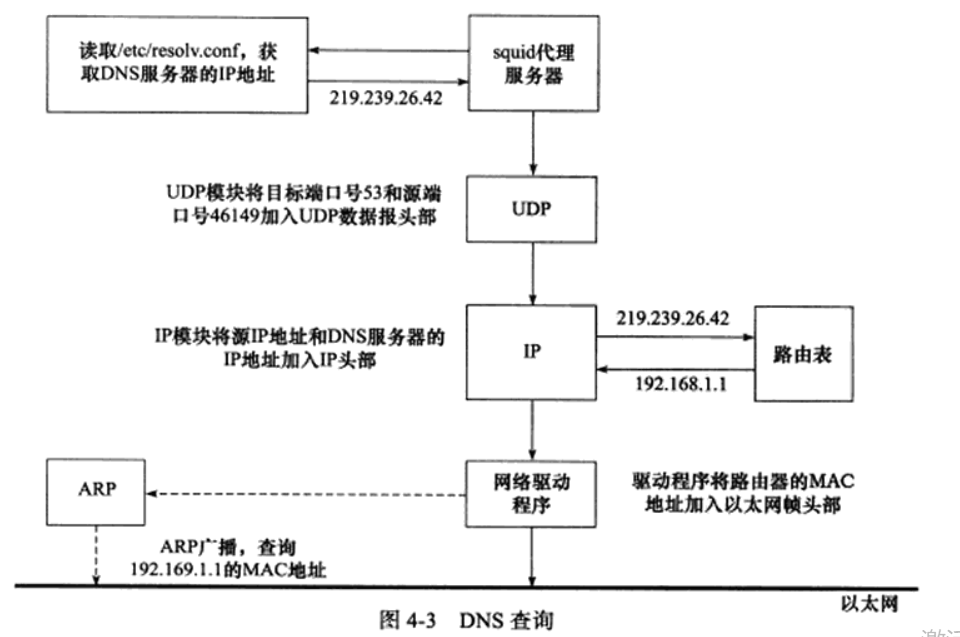 读取/etc/resolv.conf，获
取DNS服务器的IP地址
squid代理
服务器
219.239.26.42
UDP模块将目标端口号53和源端
口号46149加入UDP数据报头部
UDP
IP模块将源IP地址和DNS服务器的
IP地址加入IP头部
IP
219.239.26.42
192.168.1.1
路由表
ARP
网络驱动
程序
驱动程序将路由器的MAC
地址加入以太网帧头部
ARP广播，查询
192.169.1.1的MAC地址
以太网
图 4-3 DNS 查询